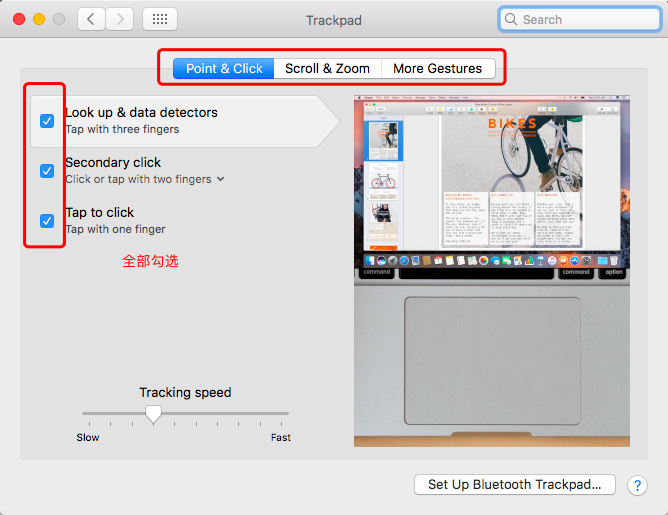 Trackpad
Search
Point & Click
Scroll & Zoom
More Gestures
Look up & data detectors
Tap with three fingers
Secondary click
Click or tap with two fingers
Tap to click
Tap with one finger
全部勾选
BIKES
command
command
option
Tracking speed
Slow
Fast
Set Up Bluetooth Trackpad...
?